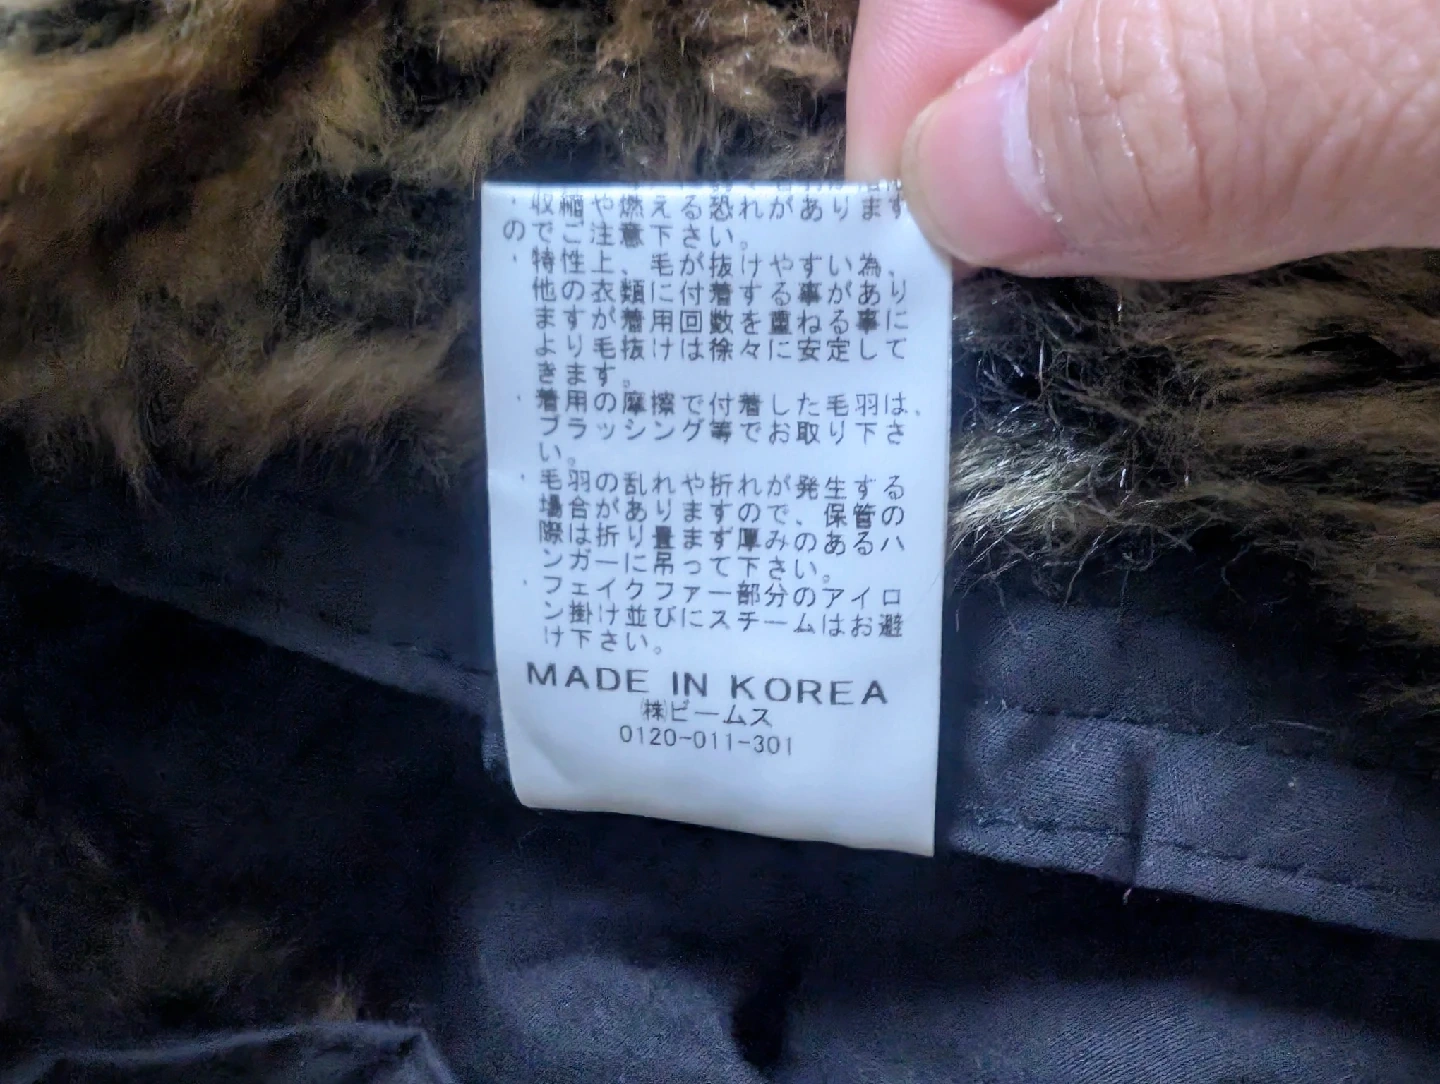 ・収縮や燃える恐れがあります
のでご注意下さい。
・特性上、毛が抜けやすい為、
他の衣類に付着する事があり
ますが着用回数を重ねる事に
より毛抜けは徐々に安定して
きます。
・着用の摩擦で付着した毛羽は、
ブラッシング等でお取り下さ
い。
・毛羽の乱れや折れが発生する
場合がありますので、保管の
際は折り畳まず厚みのあるハ
ンガーに吊って下さい。
・フェイクファー部分のアイロ
ン掛け並びにスチームはお避
け下さい。
MADE IN KOREA
㈱ビームス
0120-011-301